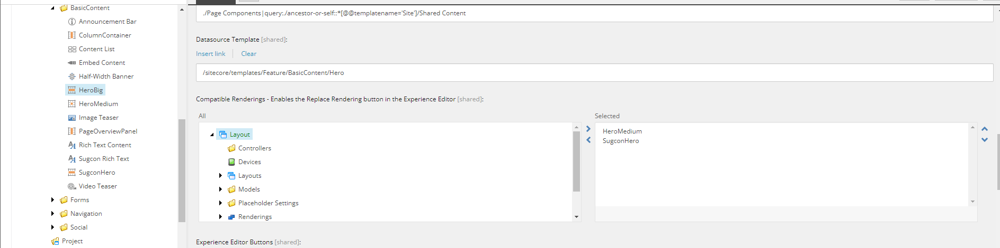 BasicContent
Announcement Bar
ColumnContainer
Content List
Embed Content
Half-Width Banner
HeroBig
HeroMedium
Image Teaser
PageOverviewPanel
Rich Text Content
Sugcon Rich Text
SugconHero
Video Teaser
Forms
Navigation
Social
Project
./Page Components|query:./ancestor-or-self::*[@@templatename='Site']/Shared Content
Datasource Template [shared]:
Insert link Clear
/sitecore/templates/Feature/BasicContent/Hero
Compatible Renderings - Enables the Replace Rendering button in the Experience Editor [shared]:
All
Layout
Controllers
Devices
Layouts
Models
Placeholder Settings
Renderings
Selected
HeroMedium
SugconHero
Experience Editor Buttons [shared]: